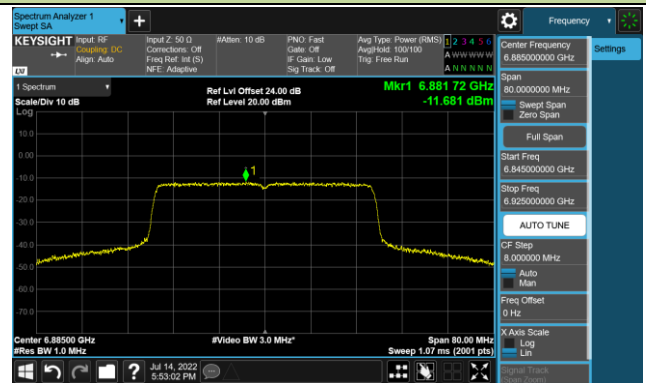 Spectrum Analyzer 1
Swept SA
Frequency
KEYSIGHT
Input: RF
Coupling: DC
Align: Auto
Input Z: 50 Ω
Corrections: Off
Freq Ref: Int (S)
NFE: Adaptive
#Atten: 10 dB
PNO: Fast
Gate: Off
IF Gain: Low
Sig Track: Off
Avg Type: Power (RMS)
Avg|Hold: 100/100
Trig: Free Run
1 2 3 4 5 6
A W W W W W
A N N N N N
LXI
1 Spectrum
Scale/Div 10 dB
Log
Ref Lvl Offset 24.00 dB
Ref Level 20.00 dBm
Mkr1 6.881 72 GHz
-11.681 dBm
1
10.0
0.00
-10.0
-20.0
-30.0
-40.0
-50.0
-60.0
-70.0
Center 6.88500 GHz
#Res BW 1.0 MHz
#Video BW 3.0 MHz*
Span 80.00 MHz
Sweep 1.07 ms (2001 pts)
Jul 14, 2022
5:53:02 PM
Center Frequency
6.885000000 GHz
Settings
Span
80.0000000 MHz
Swept Span
Zero Span
Full Span
Start Freq
6.845000000 GHz
Stop Freq
6.925000000 GHz
AUTO TUNE
CF Step
8.000000 MHz
Auto
Man
Freq Offset
0 Hz
X Axis Scale
Log
Lin
Signal Track
(Span Zoom)